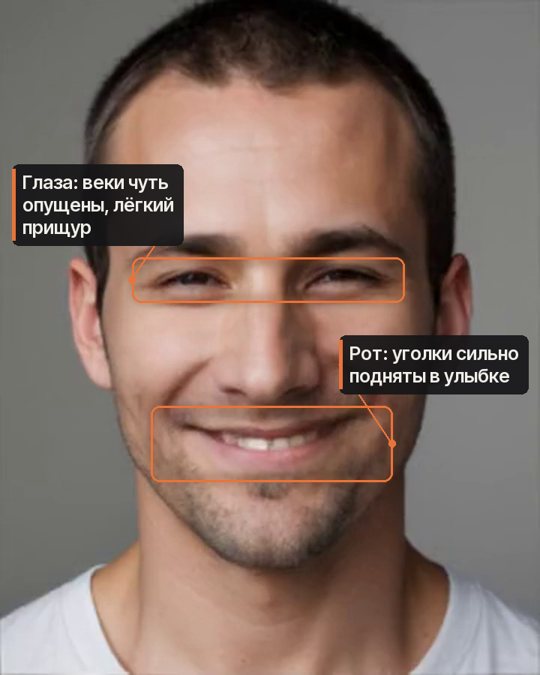 Глаза: веки чуть
опущены, лёгкий
прищур
Рот: уголки сильно
подняты в улыбке